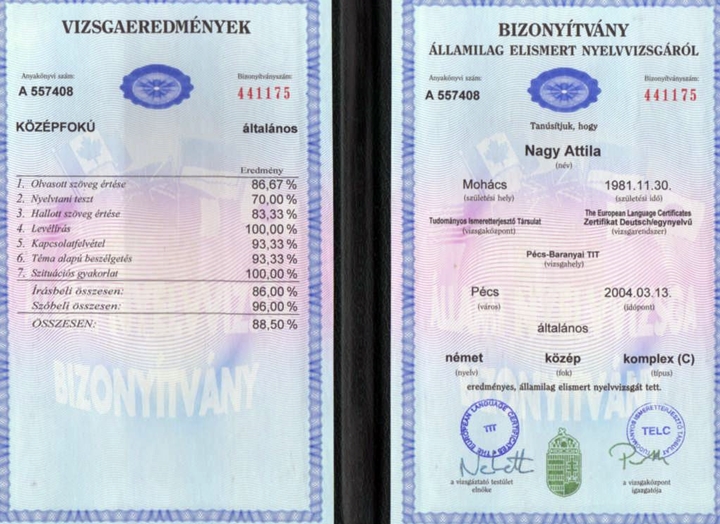 VIZSGAEREDMÉNYEK
Anyakönyvi szám:
Bizonyítványszám:
A 557408
441175
KÖZÉPFOKÚ
általános
Eredmény
1. Olvasott szöveg értése 86,67 %
2. Nyelvtani teszt 70,00 %
3. Hallott szöveg értése 83,33 %
4. Levélírás 100,00 %
5. Kapcsolatfelvétel 93,33 %
6. Téma alapú beszélgetés 93,33 %
7. Szituációs gyakorlat 100,00 %
Írásbeli összesen: 86,00 %
Szóbeli összesen: 96,00 %
ÖSSZESEN: 88,50 %
BIZONYÍTVÁNY
BIZONYÍTVÁNY
ÁLLAMILAG ELISMERT NYELVVIZSGÁRÓL
Anyakönyvi szám:
Bizonyítványszám:
A 557408
441175
Tanúsítjuk, hogy
Nagy Attila
(név)
Mohács
1981.11.30.
(születési hely)
(születési idő)
Tudományos Ismeretterjesztő Társulat
(vizsgaközpont)
The European Language Certificates
Zertifikat Deutsch/egynyelvű
(vizsgarendszer)
Pécs-Baranyai TIT
(vizsgahely)
Pécs
2004.03.13.
(város)
(időpont)
általános
német
közép
komplex (C)
(nyelv)
(fok)
(típus)
eredményes, államilag elismert nyelvvizsgát tett.
THE EUROPEAN LANGUAGE CERTIFICATES
TIT
TUDOMÁNYOS ISMERETTERJESZTŐ TÁRSULAT
TELC
a vizsgáztató testület
elnöke
a vizsgaközpont
igazgatója